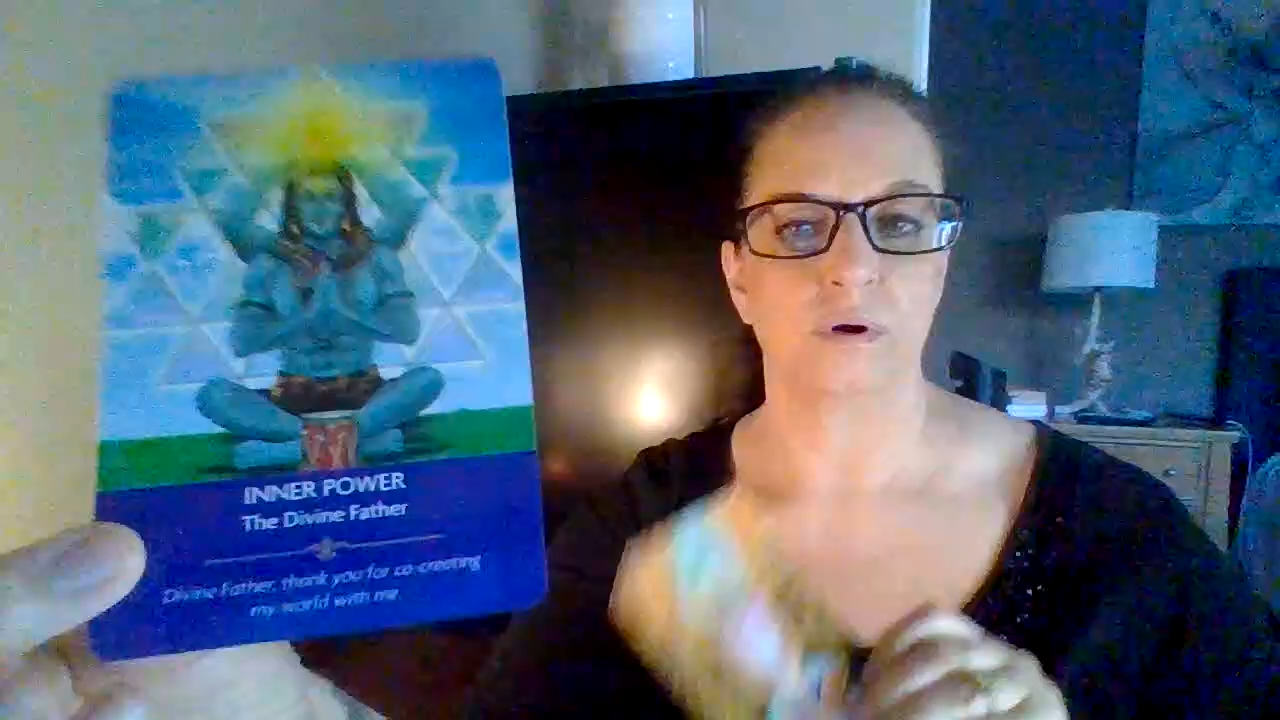 INNER POWER
The Divine Father
Divine Father, thank you for co-creating
my world with me.